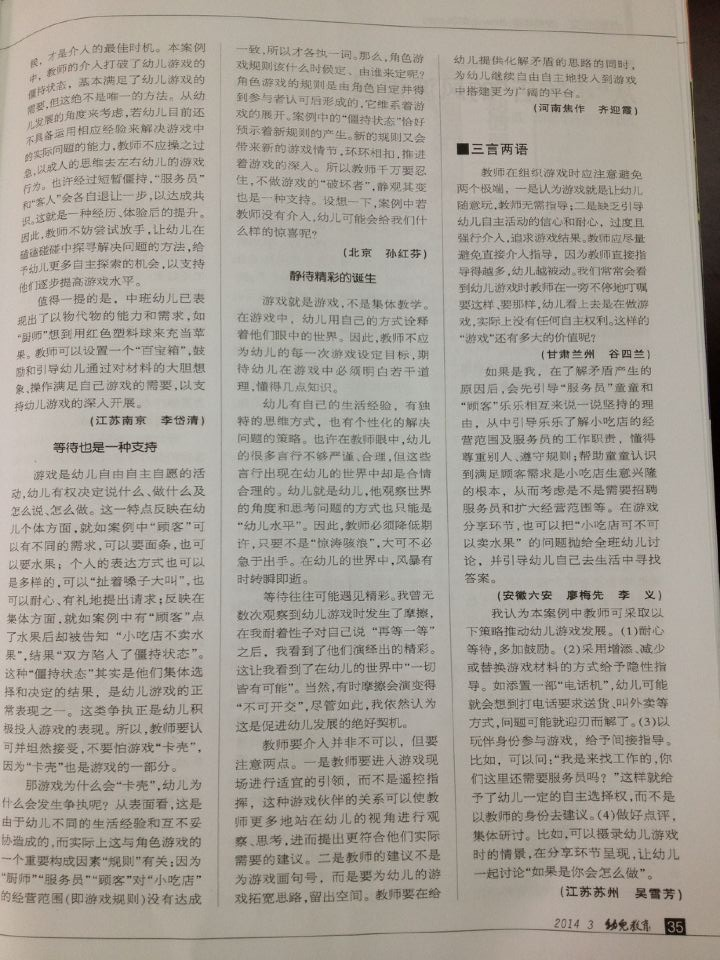 候，才是介入的最佳时机。本案例
中，教师的介入打破了幼儿游戏的
僵持状态，基本满足了幼儿游戏的
需要，但这绝不是唯一的方法。从幼
儿发展的角度来考虑，若幼儿目前还
不具备运用相应经验来解决游戏中
的实际问题的能力，教师不应操之过
急，以成人的思维去左右幼儿的游戏
行为。也许经过短暂僵持，“服务员”
和“客人”会各自退让一步，以达成共
识。这就是一种经历、体验后的提升。
因此，教师不妨尝试放手，让幼儿在
磕磕碰碰中探寻解决问题的方法，给
予幼儿更多自主探索的机会，以支持
他们逐步提高游戏水平。
值得一提的是，中班幼儿已表
现出了以物代物的能力和需求，如
“厨师”想到用红色塑料球来充当苹
果。教师可以设置一个“百宝箱”，鼓
励和引导幼儿通过对材料的大胆想
象、操作满足自己游戏的需要，以支
持幼儿游戏的深入开展。
（江苏南京　李岱清）
等待也是一种支持
游戏是幼儿自由自主自愿的活
动，幼儿有权决定说什么、做什么及
怎么说、怎么做。这一特点反映在幼
儿个体方面，就如案例中“顾客”可
以有不同的需求，可以要面条，也可
以要水果；个人的表达方式也可以
是多样的，可以“扯着嗓子大叫”，也
可以耐心、有礼地提出请求；反映在
集体方面，就如案例中有“顾客”点
了水果后却被告知“小吃店不卖水
果”，结果“双方陷入了僵持状态”。
这种“僵持状态”其实是他们集体选
择和决定的结果，是幼儿游戏的正
常表现之一。这类争执正是幼儿积
极投入游戏的表现。所以，教师要认
可并坦然接受，不要怕游戏“卡壳”，
因为“卡壳”也是游戏的一部分。
那游戏为什么会“卡壳”，幼儿为
什么会发生争执呢？从表面看，这是
由于幼儿不同的生活经验和互不妥
协造成的，而实际上这与角色游戏的
一个重要构成因素“规则”有关；因为
“厨师”“服务员”“顾客”对“小吃店”
的经营范围（即游戏规则）没有达成
一致，所以才各执一词。那么，角色游
戏规则该什么时候定、由谁来定呢？
角色游戏的规则是由角色自定并得
到参与者认可后形成的，它维系着游
戏的展开。案例中的“僵持状态”恰好
预示着新规则的产生。新的规则又会
带来新的游戏情节，环环相扣，推进
着游戏的深入。所以教师千万要忍
住，不做游戏的“破坏者”，静观其变
也是一种支持。设想一下，案例中若
教师没有介入，幼儿可能会给我们什
么样的惊喜呢？
（北京　孙红芬）
静待精彩的诞生
游戏就是游戏，不是集体教学。
在游戏中，幼儿用自己的方式诠释
着他们眼中的世界。因此，教师不应
为幼儿的每一次游戏设定目标，期
待幼儿在游戏中必须明白若干道
理，懂得几点知识。
幼儿有自己的生活经验，有独
特的思维方式，也有个性化的解决
问题的策略。也许在教师眼中，幼儿
的很多言行不够严谨、合理，但这些
言行出现在幼儿的世界中却是合情
合理的。幼儿就是幼儿，他观察世界
的角度和思考问题的方式也只能是
“幼儿水平”。因此，教师必须降低期
许，只要不是“惊涛骇浪”，大可不必
急于出手。在幼儿的世界中，风暴有
时转瞬即逝。
等待往往可能遇见精彩。我曾无
数次观察到幼儿游戏时发生了摩擦，
在我耐着性子对自己说“再等一等”
之后，我看到了他们演绎出的精彩。
这让我看到了在幼儿的世界中“一切
皆有可能”。当然，有时摩擦会演变得
“不可开交”，尽管如此，我依然认为
这是促进幼儿发展的绝好契机。
教师要介入并非不可以，但要
注意两点。一是教师要进入游戏现
场进行适宜的引领，而不是遥控指
挥，这种游戏伙伴的关系可以使教
师更多地站在幼儿的视角进行观
察、思考，进而提出更符合他们实际
需要的建议。二是教师的建议不是
为游戏画句号，而是要为幼儿的游
戏拓宽思路，留出空间。教师要在给
幼儿提供化解矛盾的思路的同时，
为幼儿继续自由自主地投入到游戏
中搭建更为广阔的平台。
（河南焦作　齐迎霞）
■三言两语
教师在组织游戏时应注意避免
两个极端，一是认为游戏就是让幼儿
随意玩，教师无需指导；二是缺乏引导
幼儿自主活动的信心和耐心，过度且
强行介入，追求游戏结果。教师应尽量
避免直接介入指导，因为教师直接指
导得越多，幼儿越被动。我们常常会看
到幼儿游戏时教师在一旁不停地叮嘱
要这样、要那样，幼儿看上去是在做游
戏，实际上没有任何自主权利。这样的
“游戏”还有多大的价值呢？
（甘肃兰州　谷四兰）
如果是我，在了解矛盾产生的
原因后，会先引导“服务员”童童和
“顾客”乐乐相互来说一说坚持的理
由，从中引导乐乐了解小吃店的经
营范围及服务员的工作职责，懂得
尊重别人、遵守规则；帮助童童认识
到满足顾客需求是小吃店生意兴隆
的根本，从而考虑是不是需要招聘
服务员和扩大经营范围等。在游戏
分享环节，也可以把“小吃店可不可
以卖水果”的问题抛给全班幼儿讨
论，并引导幼儿自己去生活中寻找
答案。
（安徽六安　廖梅先　李　义）
我认为本案例中教师可采取以
下策略推动幼儿游戏发展。（1）耐心
等待，多加鼓励。（2）采用增添、减少
或替换游戏材料的方式给予隐性指
导。如添置一部“电话机”，幼儿可能
就会想到打电话要求送货、叫外卖等
方式，问题可能就迎刃而解了。（3）以
玩伴身份参与游戏，给予间接指导。
比如，可以问：“我是来找工作的，你
们这里还需要服务员吗？”这样就给
予了幼儿一定的自主选择权，而不是
以教师的身份去建议。（4）做好点评，
集体研讨。比如，可以摄录幼儿游戏
时的情景，在分享环节呈现，让幼儿
一起讨论“如果是你会怎么做”。
（江苏苏州　吴雪芳）
2014 3 幼儿教育 35